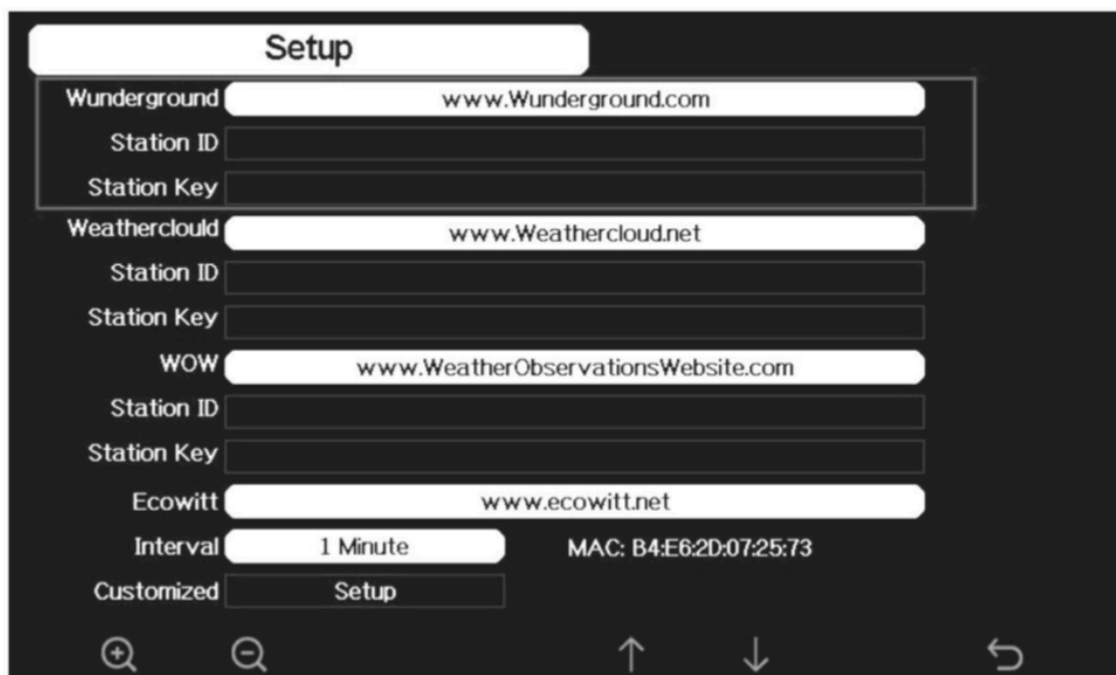 Setup
Wunderground www.Wunderground.com
Station ID
Station Key
Weatherclould www.Weathercloud.net
Station ID
Station Key
WOW www.WeatherObservationsWebsite.com
Station ID
Station Key
Ecowitt www.ecowitt.net
Interval 1 Minute MAC: B4:E6:2D:07:25:73
Customized Setup